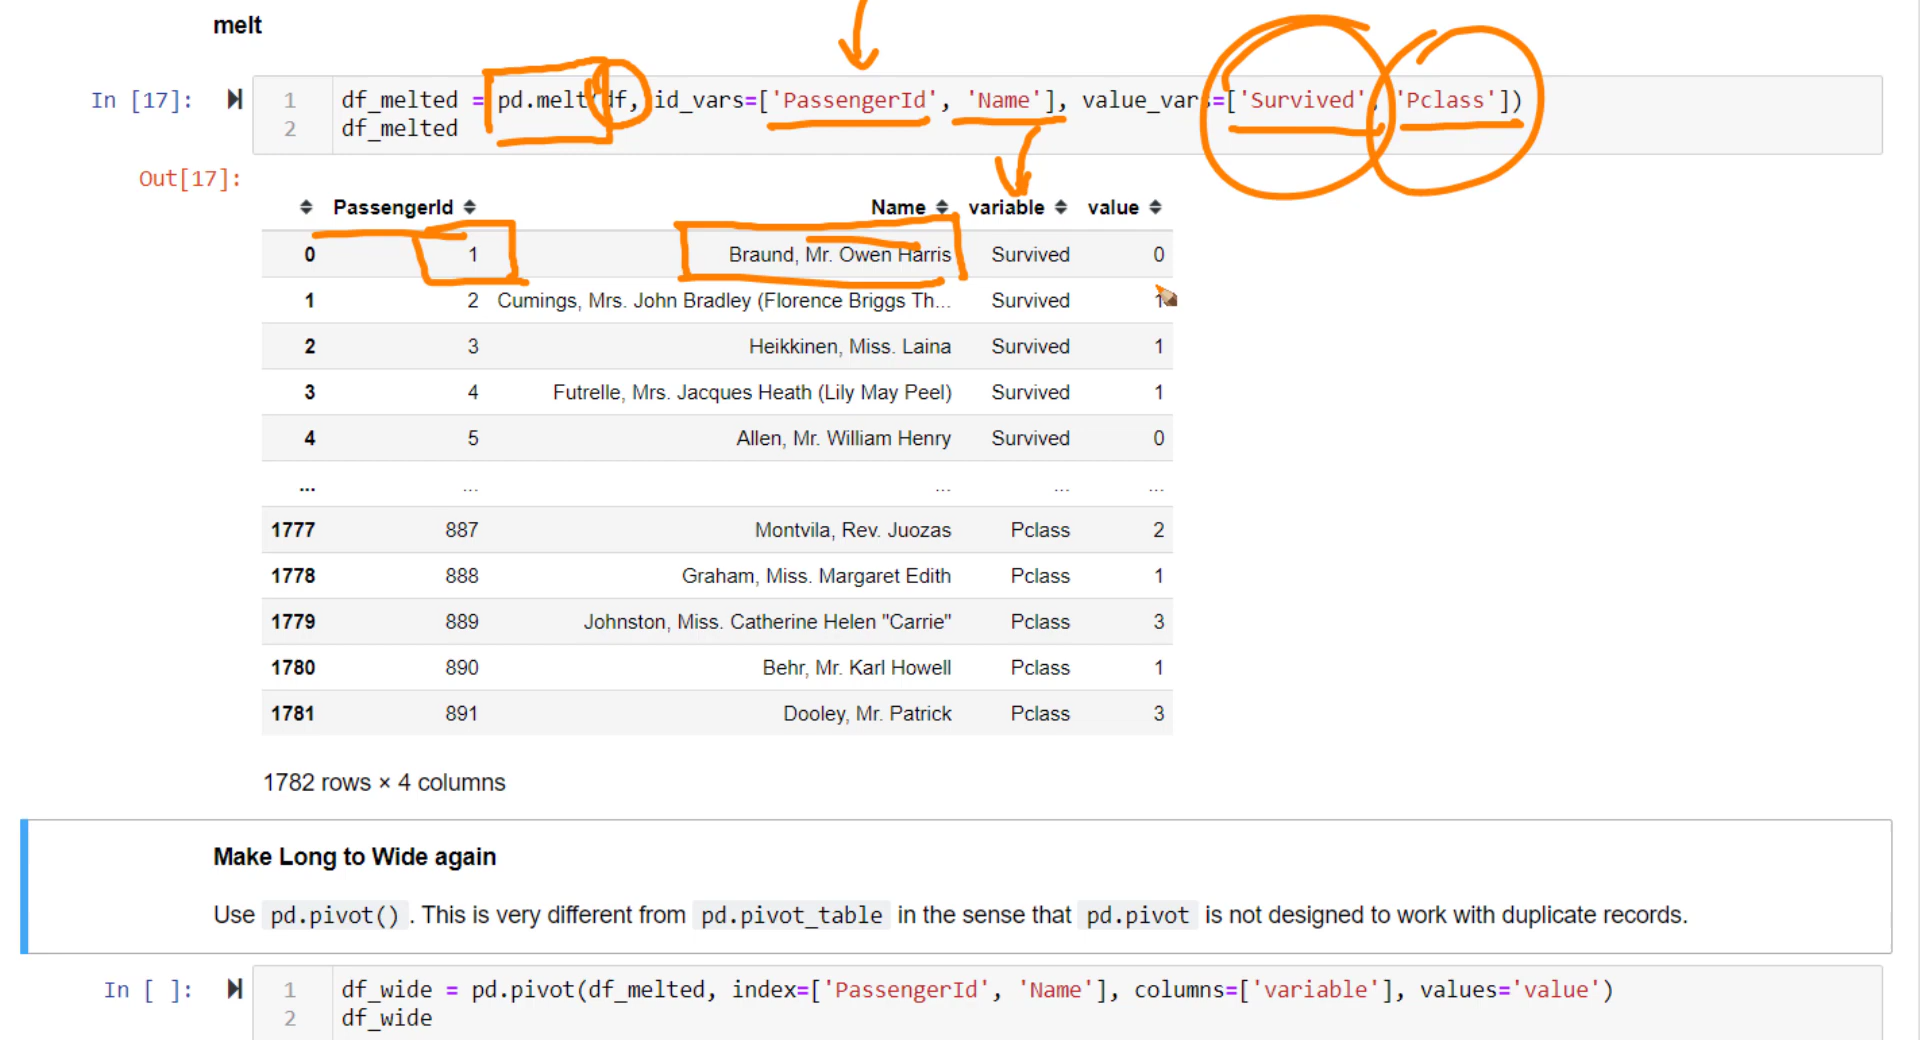 melt
In [17]: 1 df_melted = pd.melt(df, id_vars=['PassengerId', 'Name'], value_vars=['Survived', 'Pclass'])
2 df_melted
Out[17]:
PassengerId Name variable value
0 1 Braund, Mr. Owen Harris Survived 0
1 2 Cumings, Mrs. John Bradley (Florence Briggs Th... Survived 1
2 3 Heikkinen, Miss. Laina Survived 1
3 4 Futrelle, Mrs. Jacques Heath (Lily May Peel) Survived 1
4 5 Allen, Mr. William Henry Survived 0
... ... ... ... ...
1777 887 Montvila, Rev. Juozas Pclass 2
1778 888 Graham, Miss. Margaret Edith Pclass 1
1779 889 Johnston, Miss. Catherine Helen "Carrie" Pclass 3
1780 890 Behr, Mr. Karl Howell Pclass 1
1781 891 Dooley, Mr. Patrick Pclass 3
1782 rows × 4 columns
Make Long to Wide again
Use pd.pivot() . This is very different from pd.pivot_table in the sense that pd.pivot is not designed to work with duplicate records.
In [ ]: 1 df_wide = pd.pivot(df_melted, index=['PassengerId', 'Name'], columns=['variable'], values='value')
2 df_wide